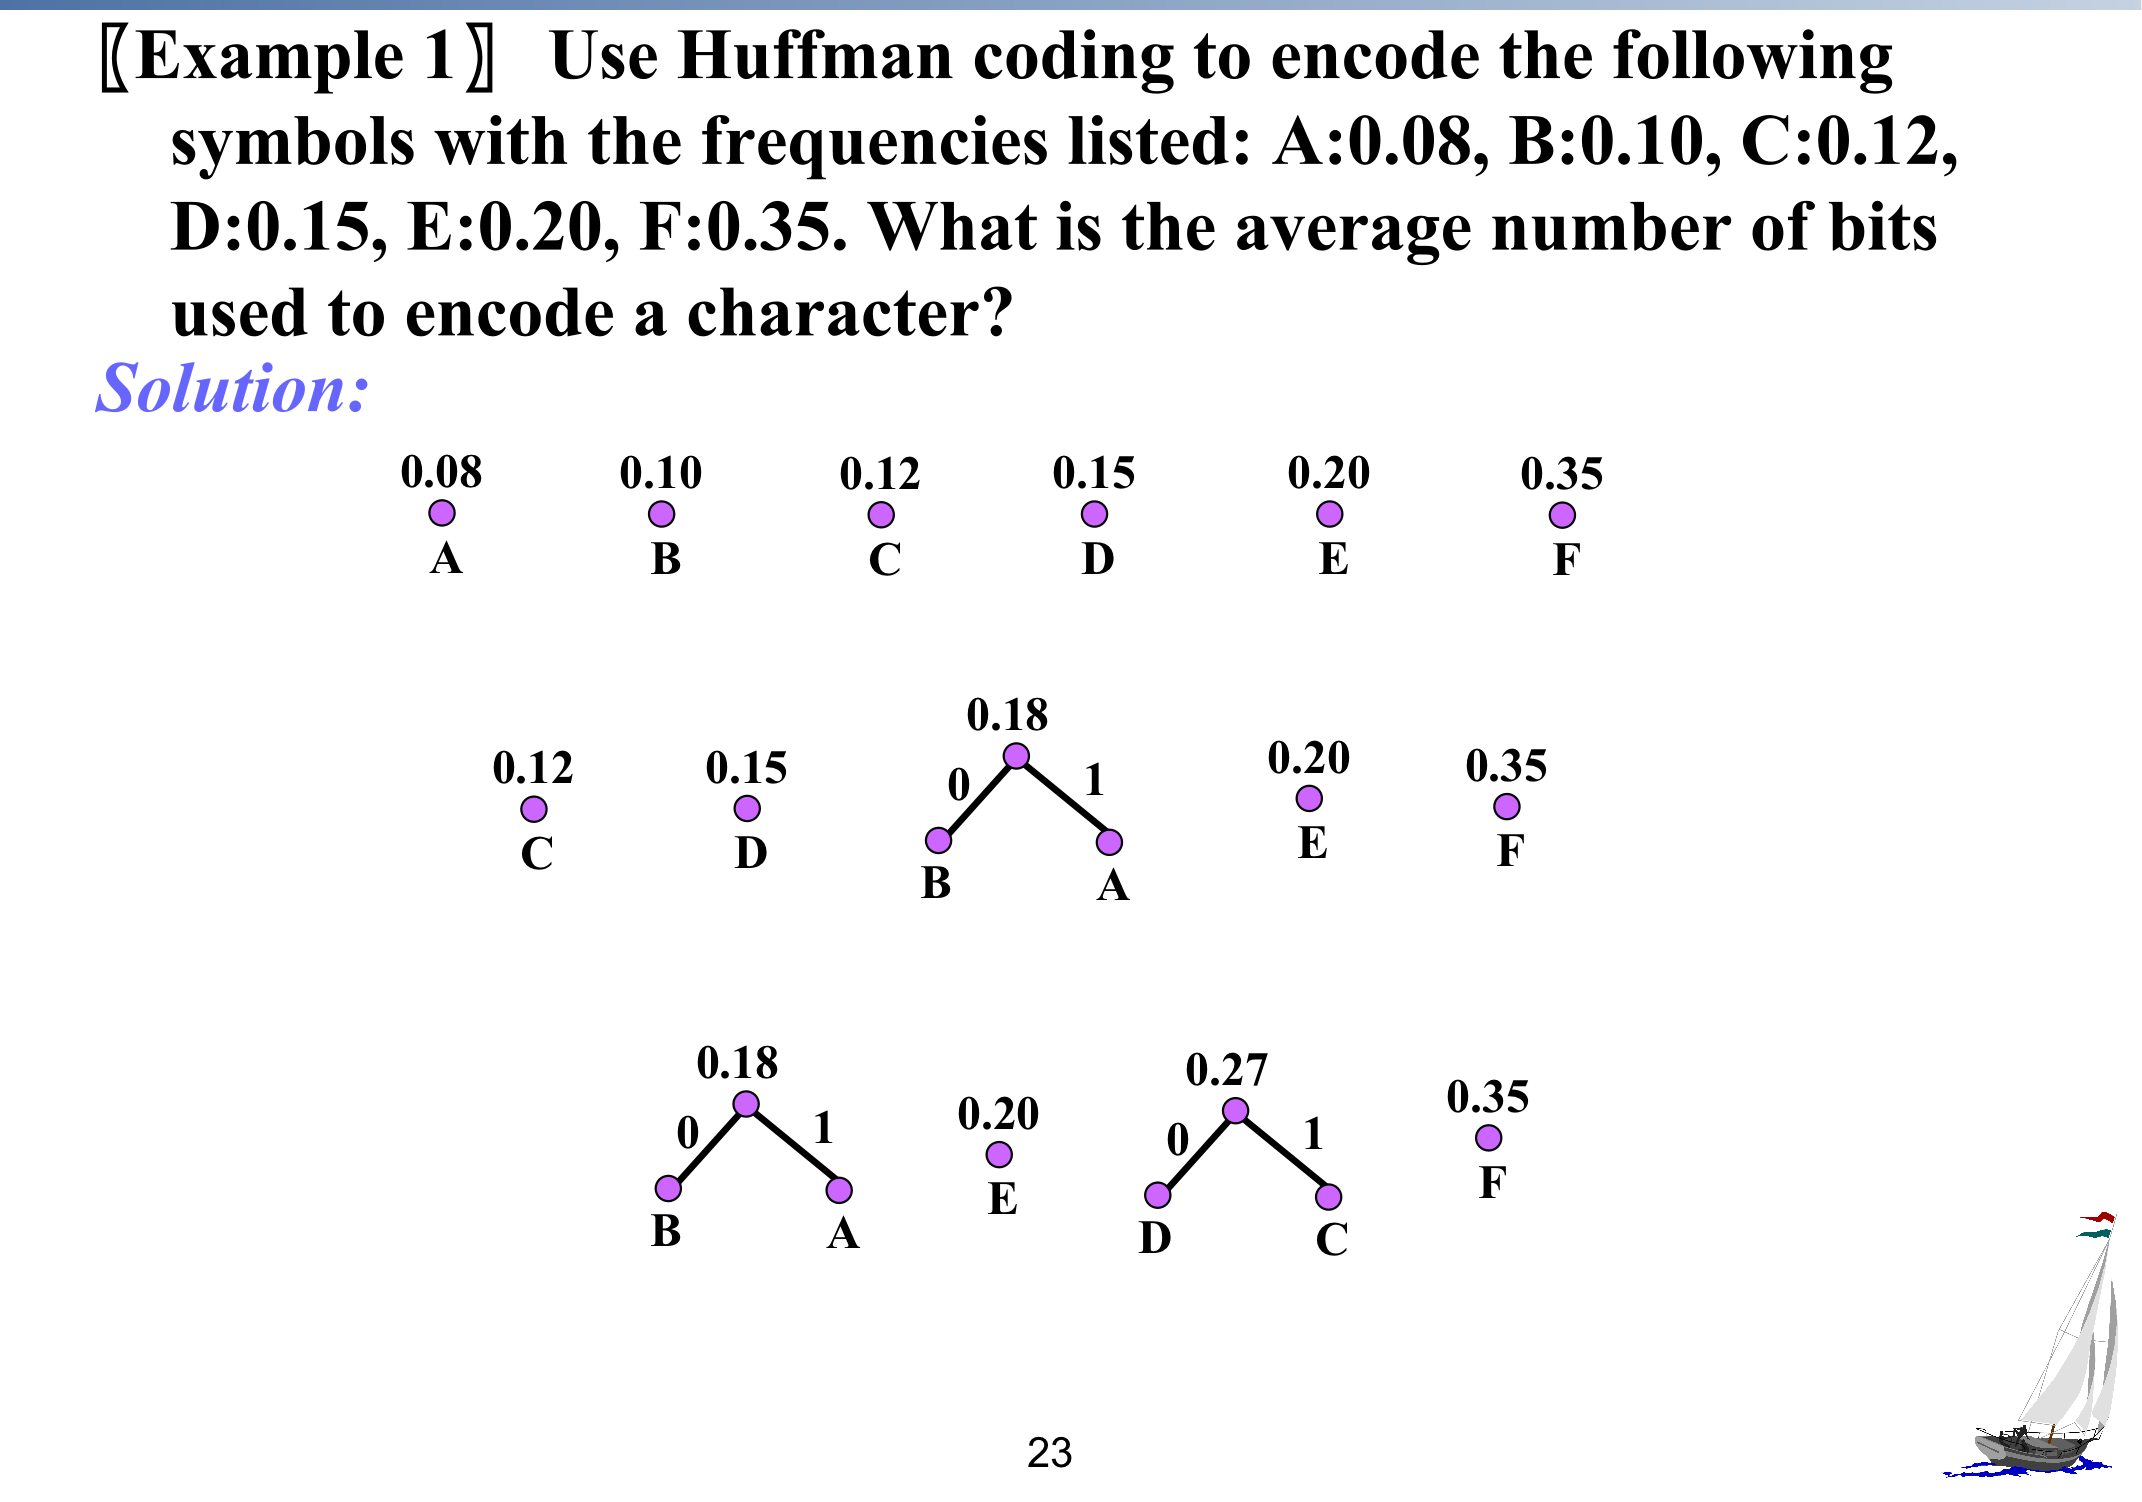 〖Example 1〗 Use Huffman coding to encode the following
symbols with the frequencies listed: A:0.08, B:0.10, C:0.12,
D:0.15, E:0.20, F:0.35. What is the average number of bits
used to encode a character?
Solution:
0.08 0.10 0.12 0.15 0.20 0.35
A B C D E F
0.18
0.12 0.15 0 1 0.20 0.35
C D B A E F
0.18 0.27
0 1 0.20 0 1 0.35
B A E D C F
23